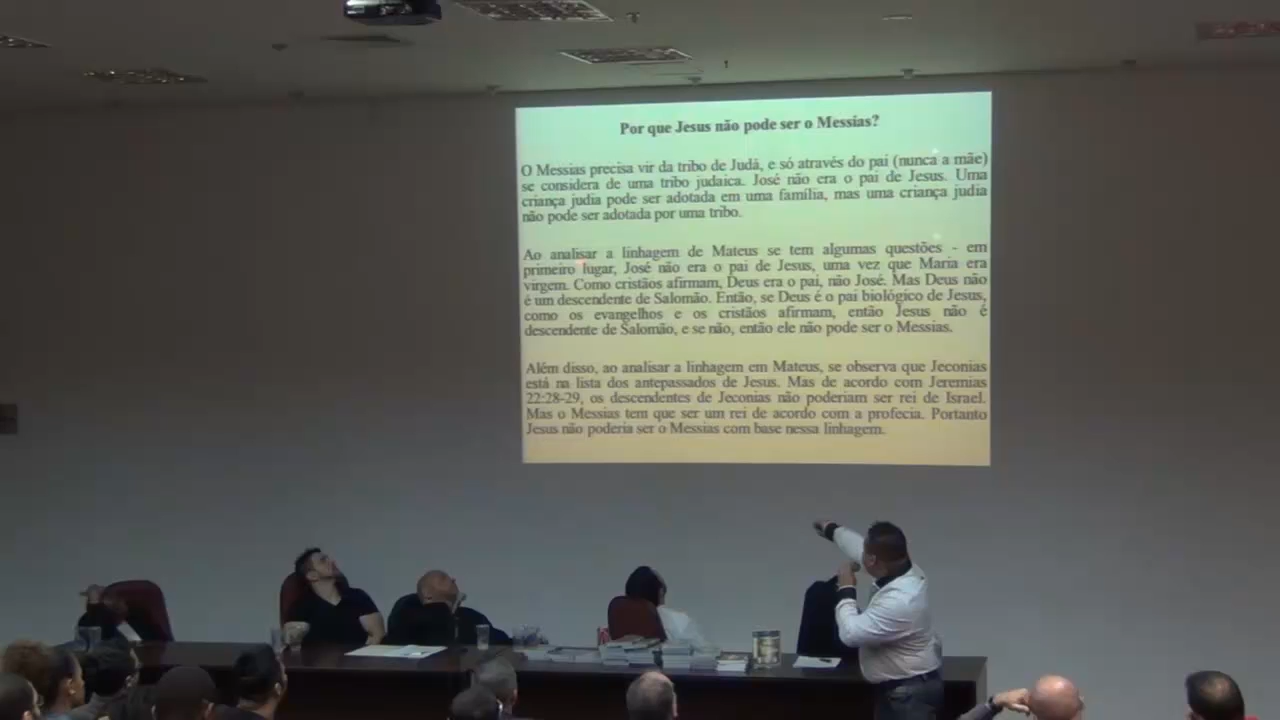 Por que Jesus não pode ser o Messias?
O Messias precisa vir da tribo de Judá, e só através do pai (nunca a mãe)
se considera de uma tribo judaica. José não era o pai de Jesus. Uma
criança judia pode ser adotada em uma família, mas uma criança judia
não pode ser adotada por uma tribo.
Ao analisar a linhagem de Mateus se tem algumas questões - em
primeiro lugar, José não era o pai de Jesus, uma vez que Maria era
virgem. Como cristãos afirmam, Deus era o pai, não José. Mas Deus não
é um descendente de Salomão. Então, se Deus é o pai biológico de Jesus,
como os evangelhos e os cristãos afirmam, então Jesus não é
descendente de Salomão, e se não, então ele não pode ser o Messias.
Além disso, ao analisar a linhagem em Mateus, se observa que Jeconias
está na lista dos antepassados de Jesus. Mas de acordo com Jeremias
22:28-29, os descendentes de Jeconias não poderiam ser rei de Israel.
Mas o Messias tem que ser um rei de acordo com a profecia. Portanto
Jesus não poderia ser o Messias com base nessa linhagem.